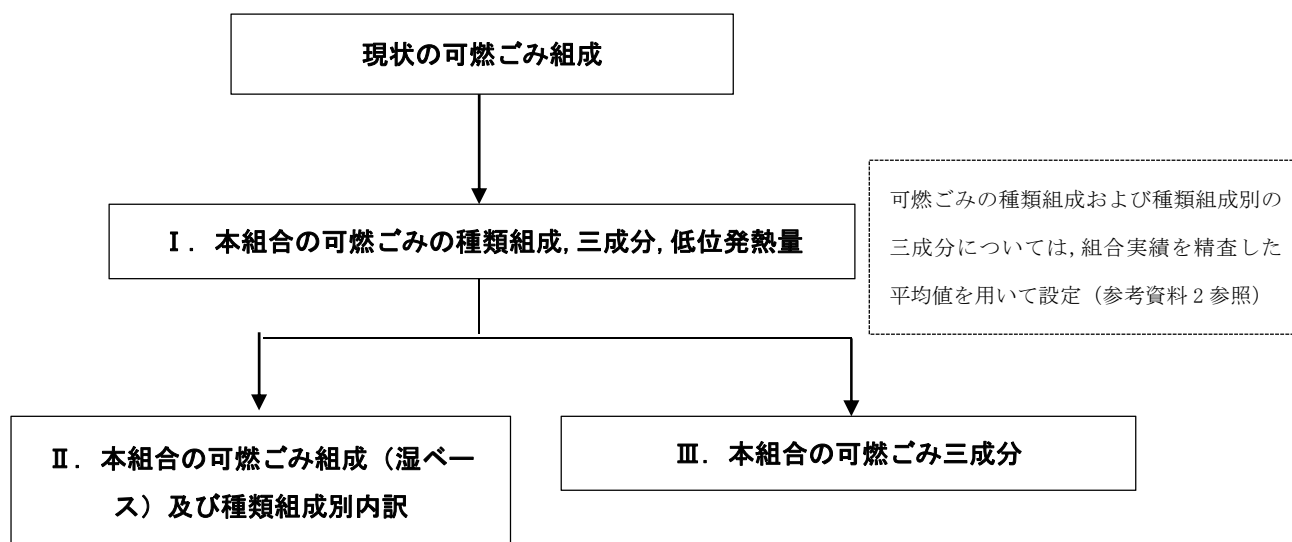 現状の可燃ごみ組成
Ⅰ. 本組合の可燃ごみの種類組成,三成分,低位発熱量
可燃ごみの種類組成および種類組成別の
三成分については,組合実績を精査した
平均値を用いて設定（参考資料2参照）
Ⅱ. 本組合の可燃ごみ組成（湿ベー
ス）及び種類組成別内訳
Ⅲ. 本組合の可燃ごみ三成分